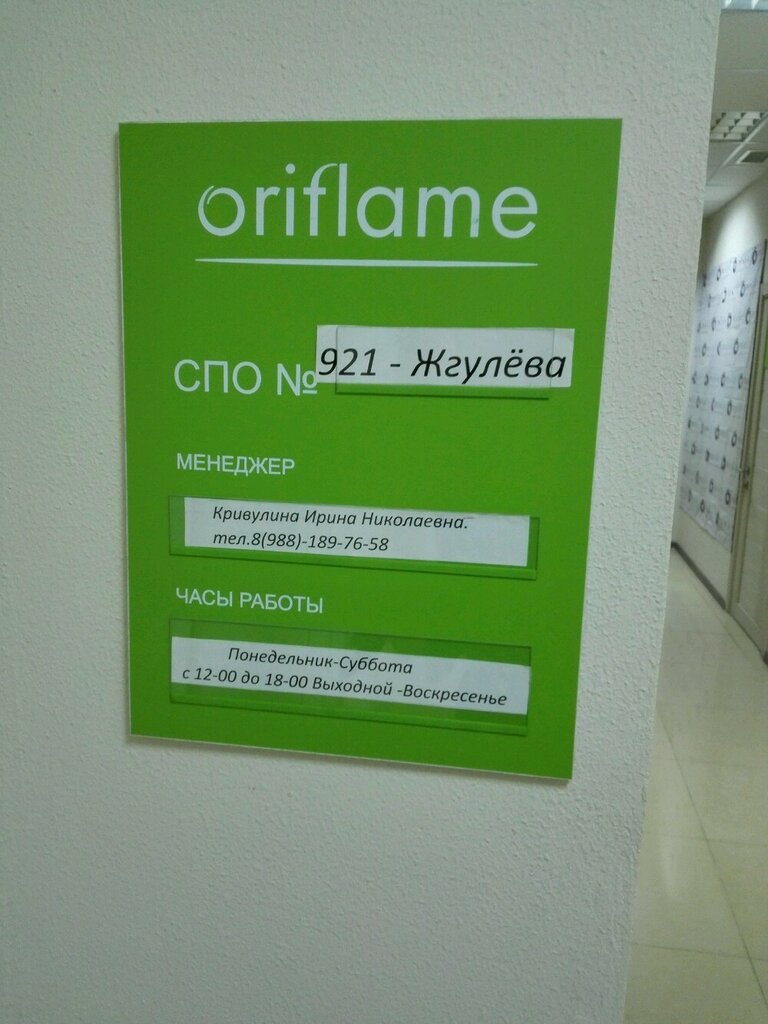 oriflame
СПО № 921 - Жгулёва
МЕНЕДЖЕР
Кривулина Ирина Николаевна.
тел.8(988)-189-76-58
ЧАСЫ РАБОТЫ
Понедельник-Суббота
с 12-00 до 18-00 Выходной -Воскресенье